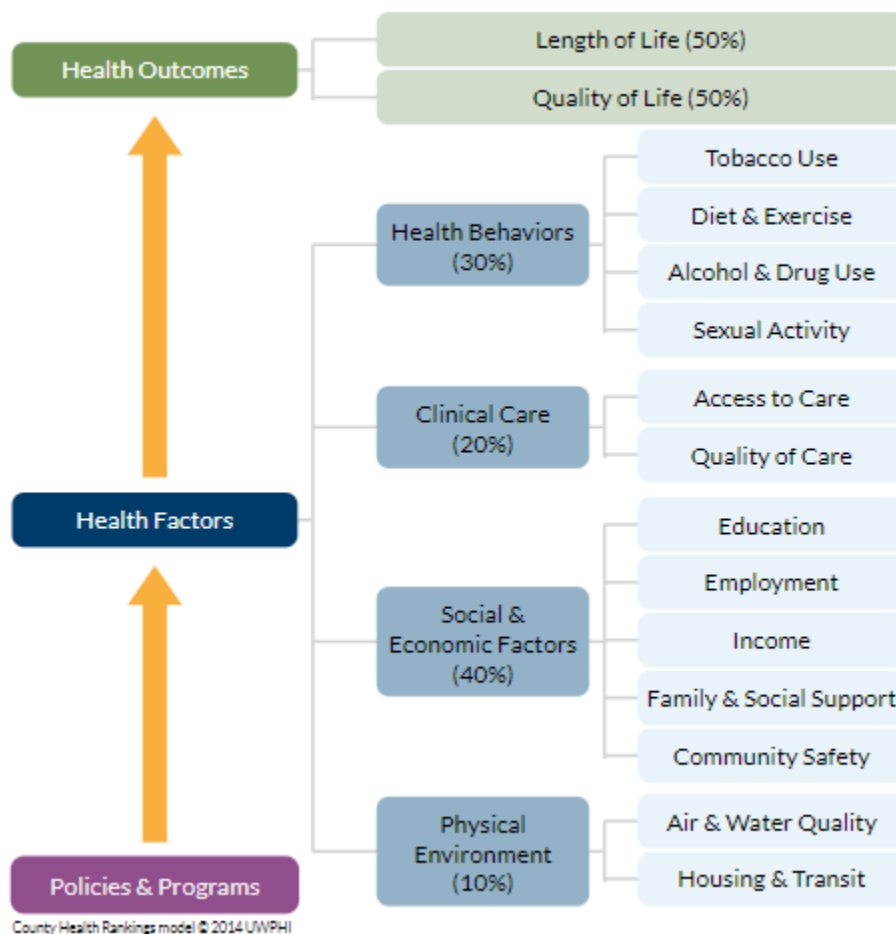 Health Outcomes
Length of Life (50%)
Quality of Life (50%)
Health Factors
Health Behaviors
(30%)
Tobacco Use
Diet & Exercise
Alcohol & Drug Use
Sexual Activity
Clinical Care
(20%)
Access to Care
Quality of Care
Social &
Economic Factors
(40%)
Education
Employment
Income
Family & Social Support
Community Safety
Physical
Environment
(10%)
Air & Water Quality
Housing & Transit
Policies & Programs
County Health Rankings model © 2014 UWPHI